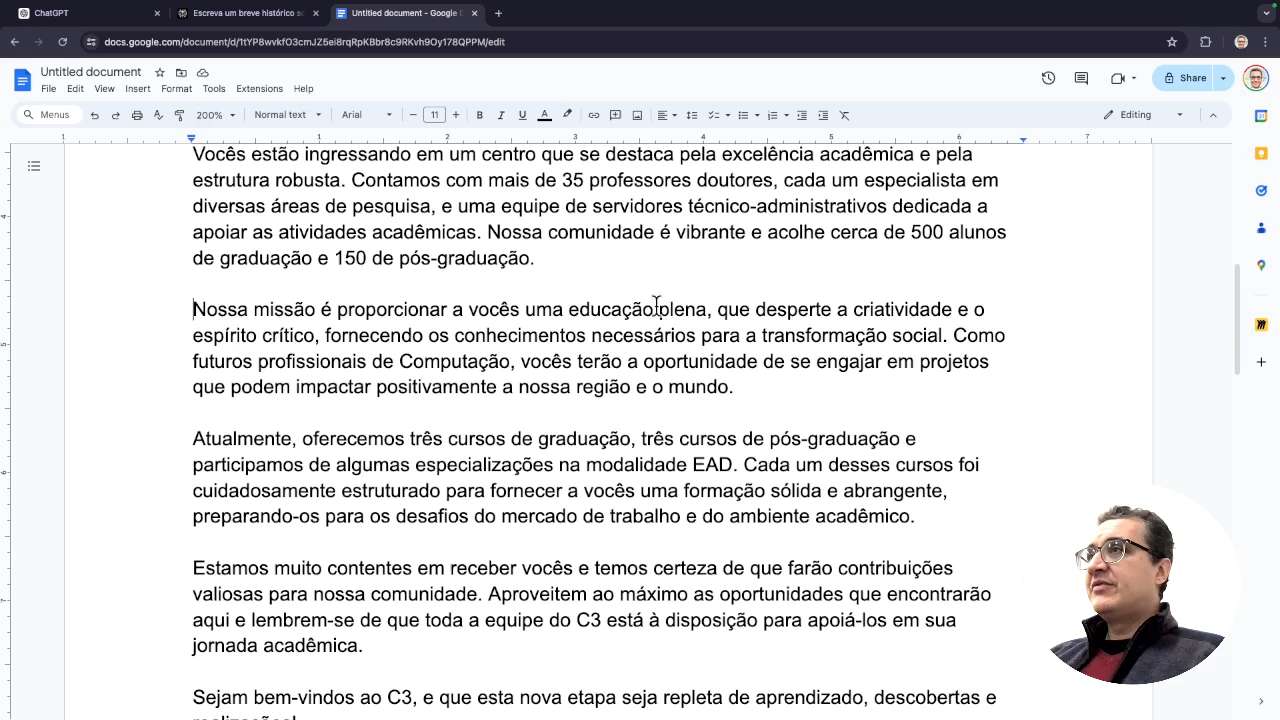 ChatGPT
Escreva um breve histórico so
Untitled document - Google D
docs.google.com/document/d/1tYP8wvkfO3cmJZ5ei8rqRpKBbr8c9RKvh9Oy178QPPM/edit
Untitled document
File Edit View Insert Format Tools Extensions Help
Share
Menus
200%
Normal text
Arial
11
Editing
1 1 2 3 4 5 6 7
Vocês estão ingressando em um centro que se destaca pela excelência acadêmica e pela
estrutura robusta. Contamos com mais de 35 professores doutores, cada um especialista em
diversas áreas de pesquisa, e uma equipe de servidores técnico-administrativos dedicada a
apoiar as atividades acadêmicas. Nossa comunidade é vibrante e acolhe cerca de 500 alunos
de graduação e 150 de pós-graduação.
Nossa missão é proporcionar a vocês uma educação plena, que desperte a criatividade e o
espírito crítico, fornecendo os conhecimentos necessários para a transformação social. Como
futuros profissionais de Computação, vocês terão a oportunidade de se engajar em projetos
que podem impactar positivamente a nossa região e o mundo.
Atualmente, oferecemos três cursos de graduação, três cursos de pós-graduação e
participamos de algumas especializações na modalidade EAD. Cada um desses cursos foi
cuidadosamente estruturado para fornecer a vocês uma formação sólida e abrangente,
preparando-os para os desafios do mercado de trabalho e do ambiente acadêmico.
Estamos muito contentes em receber vocês e temos certeza de que farão contribuições
valiosas para nossa comunidade. Aproveitem ao máximo as oportunidades que encontrarão
aqui e lembrem-se de que toda a equipe do C3 está à disposição para apoiá-los em sua
jornada acadêmica.
Sejam bem-vindos ao C3, e que esta nova etapa seja repleta de aprendizado, descobertas e
realizações!